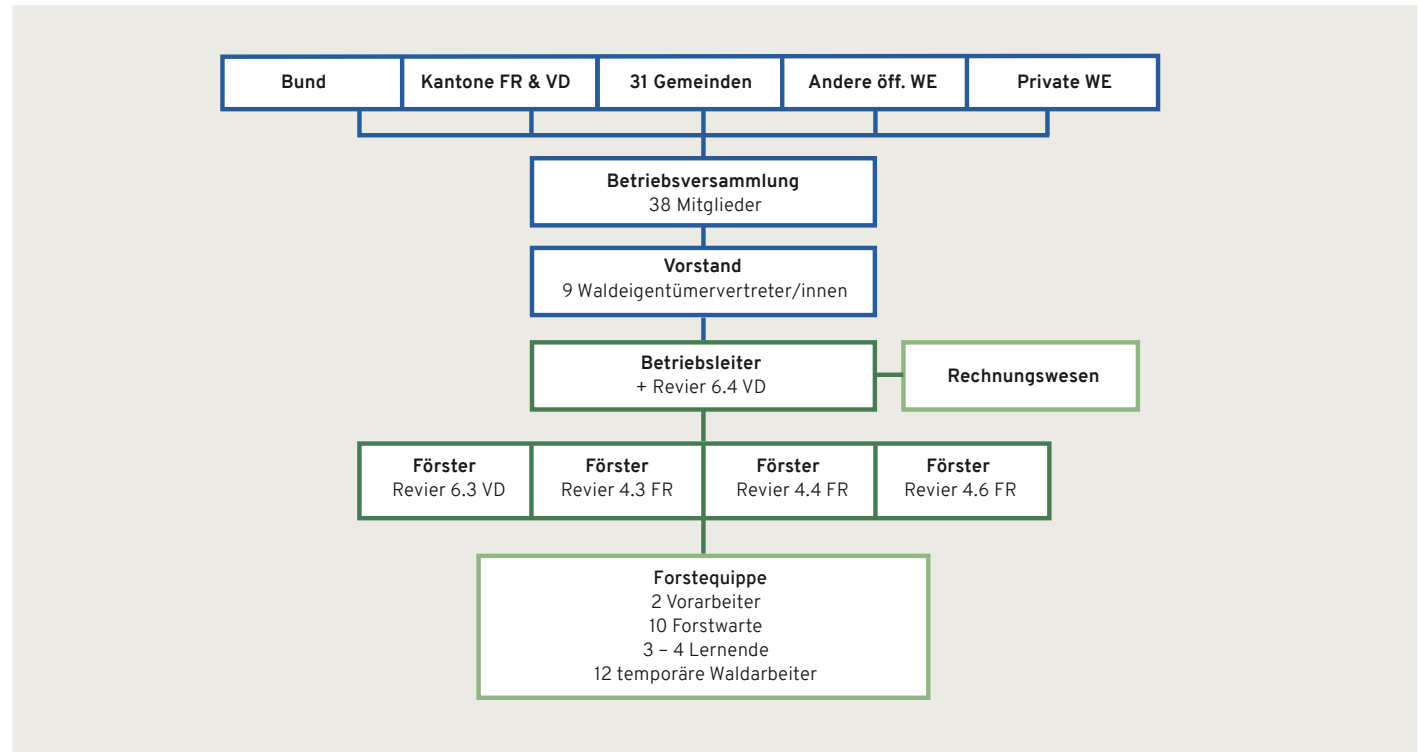 Bund
Kantone FR & VD
31 Gemeinden
Andere öff. WE
Private WE
Betriebsversammlung
38 Mitglieder
Vorstand
9 Waldeigentümervertreter/innen
Betriebsleiter
+ Revier 6.4 VD
Rechnungswesen
Förster
Revier 6.3 VD
Förster
Revier 4.3 FR
Förster
Revier 4.4 FR
Förster
Revier 4.6 FR
Forstequippe
2 Vorarbeiter
10 Forstwarte
3 – 4 Lernende
12 temporäre Waldarbeiter